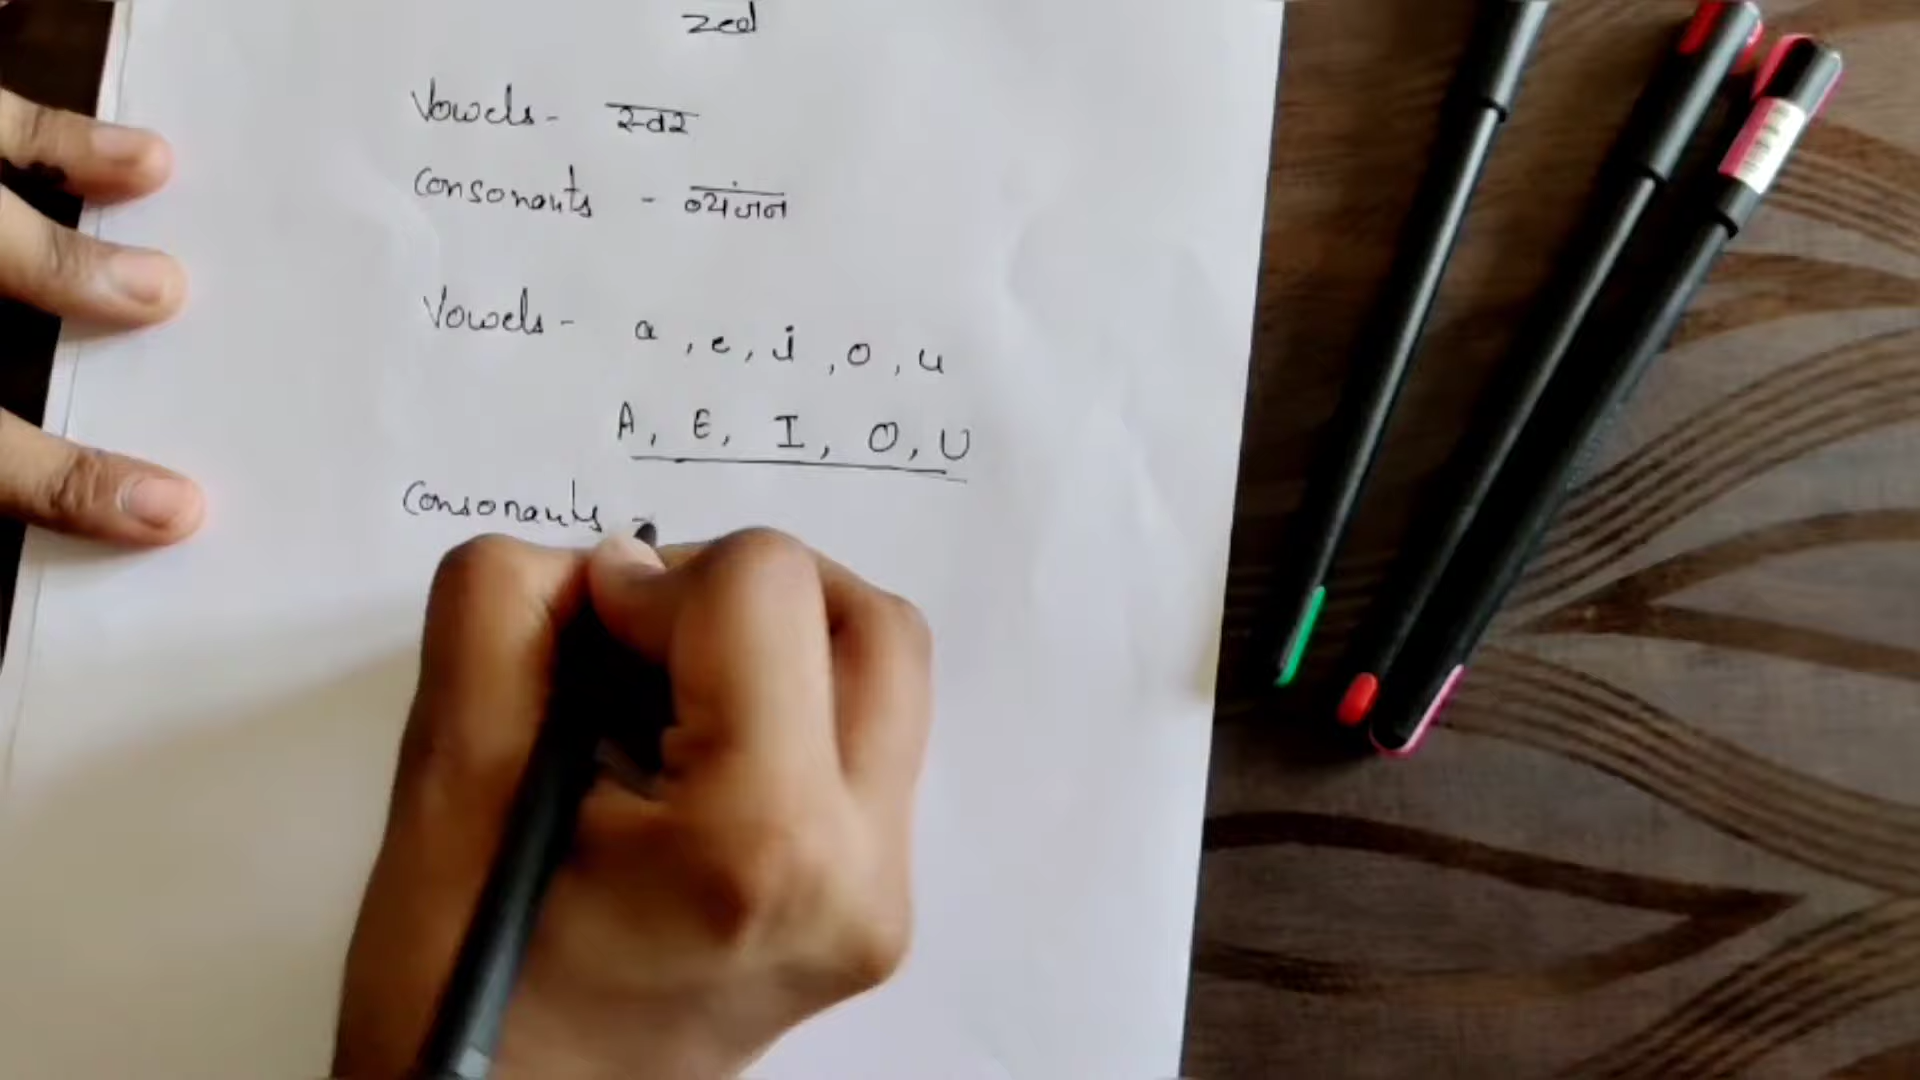 zed
Vowels - स्वर
Consonants - व्यंजन
Vowels - a, e, i, o, u
A, E, I, O, U
Consonants -